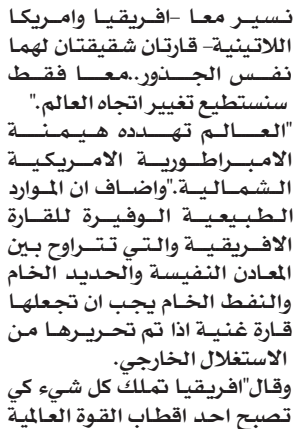 نسير معا -افريقيا وامريكا
اللاتينية- قارتان شقيقتان لهما
نفس الجذور..معا فقط
سنستطيع تغيير اتجاه العالم."
"العالم تهدده هيمنة
الامبراطورية الامريكية
الشمالية."واضاف ان الموارد
الطبيعية الوفيرة للقارة
الافريقية والتي تتراوح بين
المعادن النفيسة والحديد الخام
والنفط الخام يجب ان تجعلها
قارة غنية اذا تم تحريرها من
الاستغلال الخارجي.
وقال"افريقيا تملك كل شيء كي
تصبح احد اقطاب القوة العالمية